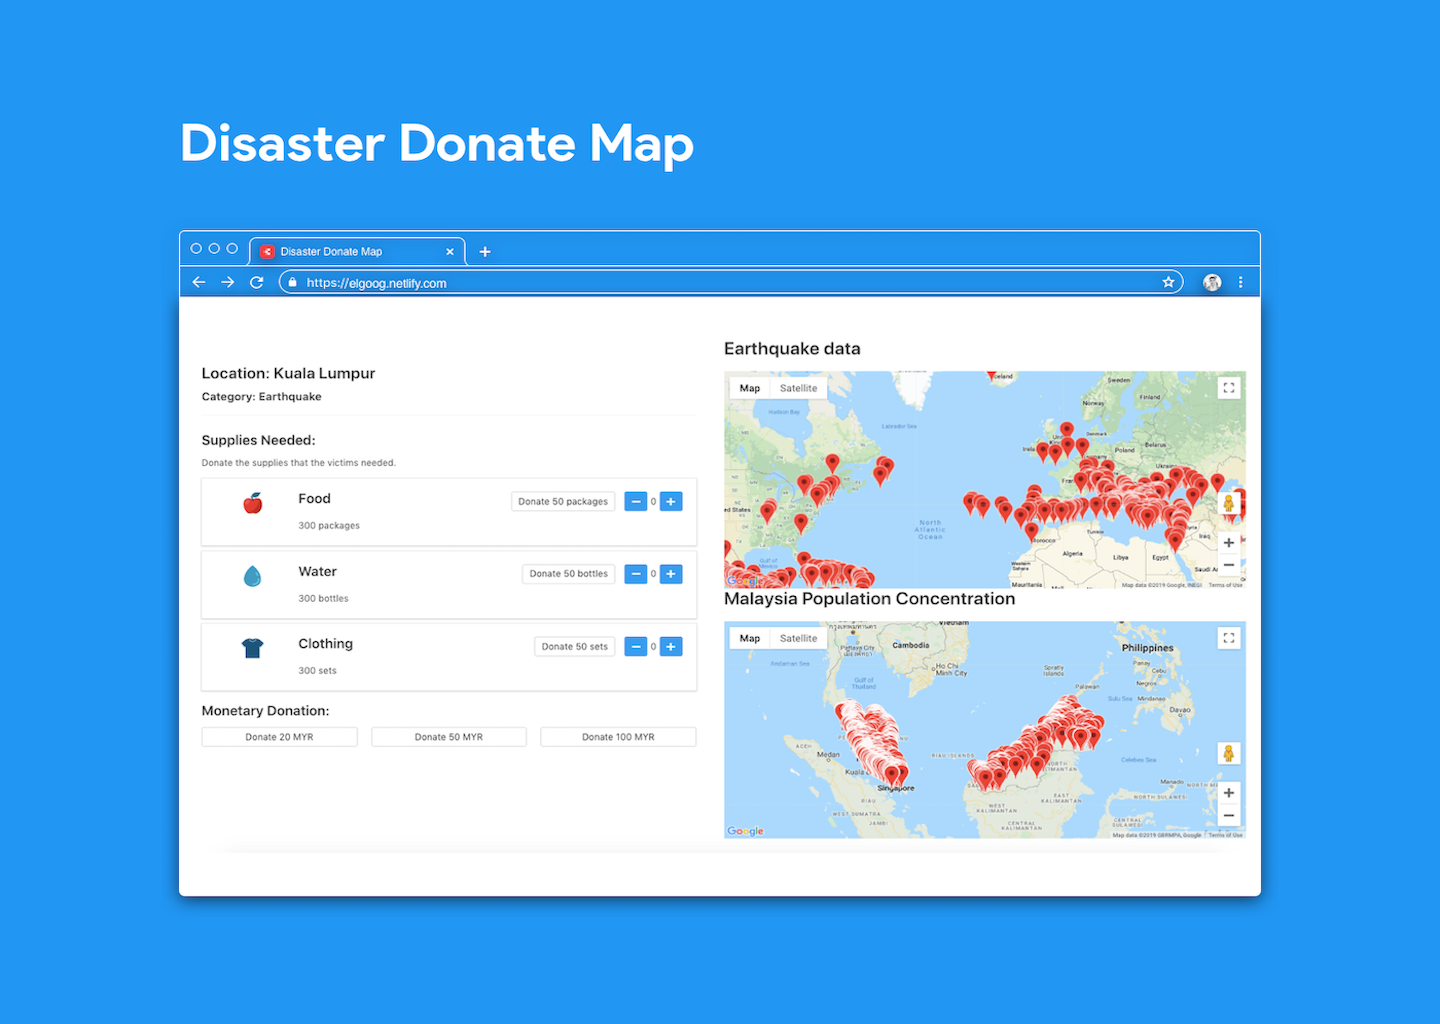 Disaster Donate Map
Disaster Donate Map
https://elgoog.netlify.com
Location: Kuala Lumpur
Category: Earthquake
Supplies Needed:
Donate the supplies that the victims needed.
Food
Donate 50 packages
0
300 packages
Water
Donate 50 bottles
0
300 bottles
Clothing
Donate 50 sets
0
300 sets
Monetary Donation:
Donate 20 MYR
Donate 50 MYR
Donate 100 MYR
Earthquake data
Map Satellite
Hudson Bay
Labrador Sea
Sweden
Finland
Norway
Denmark
Belarus
Poland
Ukraine
North
Atlantic
Ocean
Gulf of
Mexico
Morocco
Tunisia
Algeria
Libya
Egypt
Iraq
Western
Sahara
Mauritania
Google
Map data ©2019 Google, INEGI Terms of Use
Malaysia Population Concentration
Map Satellite
Vietnam
Cambodia
Pattaya City
Andaman Sea
Ho Chi
Minh City
Gulf of
Thailand
Philippines
Panay
Cebu
Negros
Spratly
Islands
Palawan
Sulu Sea
Mindanao
Davao
ACEH
Medan
RIAU ISLANDS
Celebes Sea
Singapore
RIAU
WEST SUMATRA
JAMBI
WEST
KALIMANTAN
EAST
KALIMANTAN
CENTRAL
KALIMANTAN
Manado
NORTH SULAWESI
CENTRAL
SULAWESI
Google
Map data ©2019 GBRMPA, Google Terms of Use